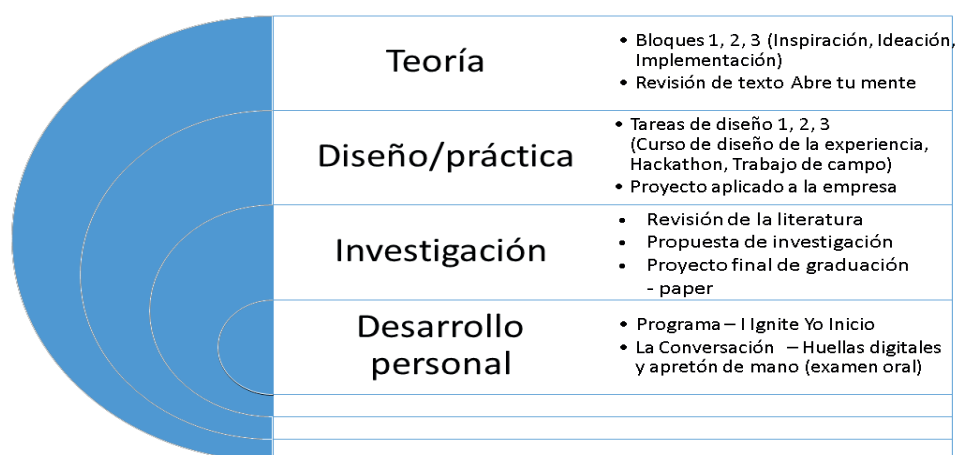 Teoría
• Bloques 1, 2, 3 (Inspiración, Ideación,
Implementación)
• Revisión de texto Abre tu mente
Diseño/práctica
• Tareas de diseño 1, 2, 3
(Curso de diseño de la experiencia,
Hackathon, Trabajo de campo)
• Proyecto aplicado a la empresa
Investigación
• Revisión de la literatura
• Propuesta de investigación
• Proyecto final de graduación
- paper
Desarrollo
personal
• Programa – I Ignite Yo Inicio
• La Conversación – Huellas digitales
y apretón de mano (examen oral)